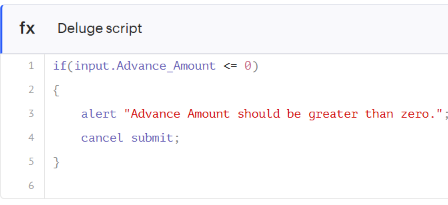 fx Deluge script
1 if(input.Advance_Amount <= 0)
2 {
3 alert "Advance Amount should be greater than zero.";
4 cancel submit;
5 }
6